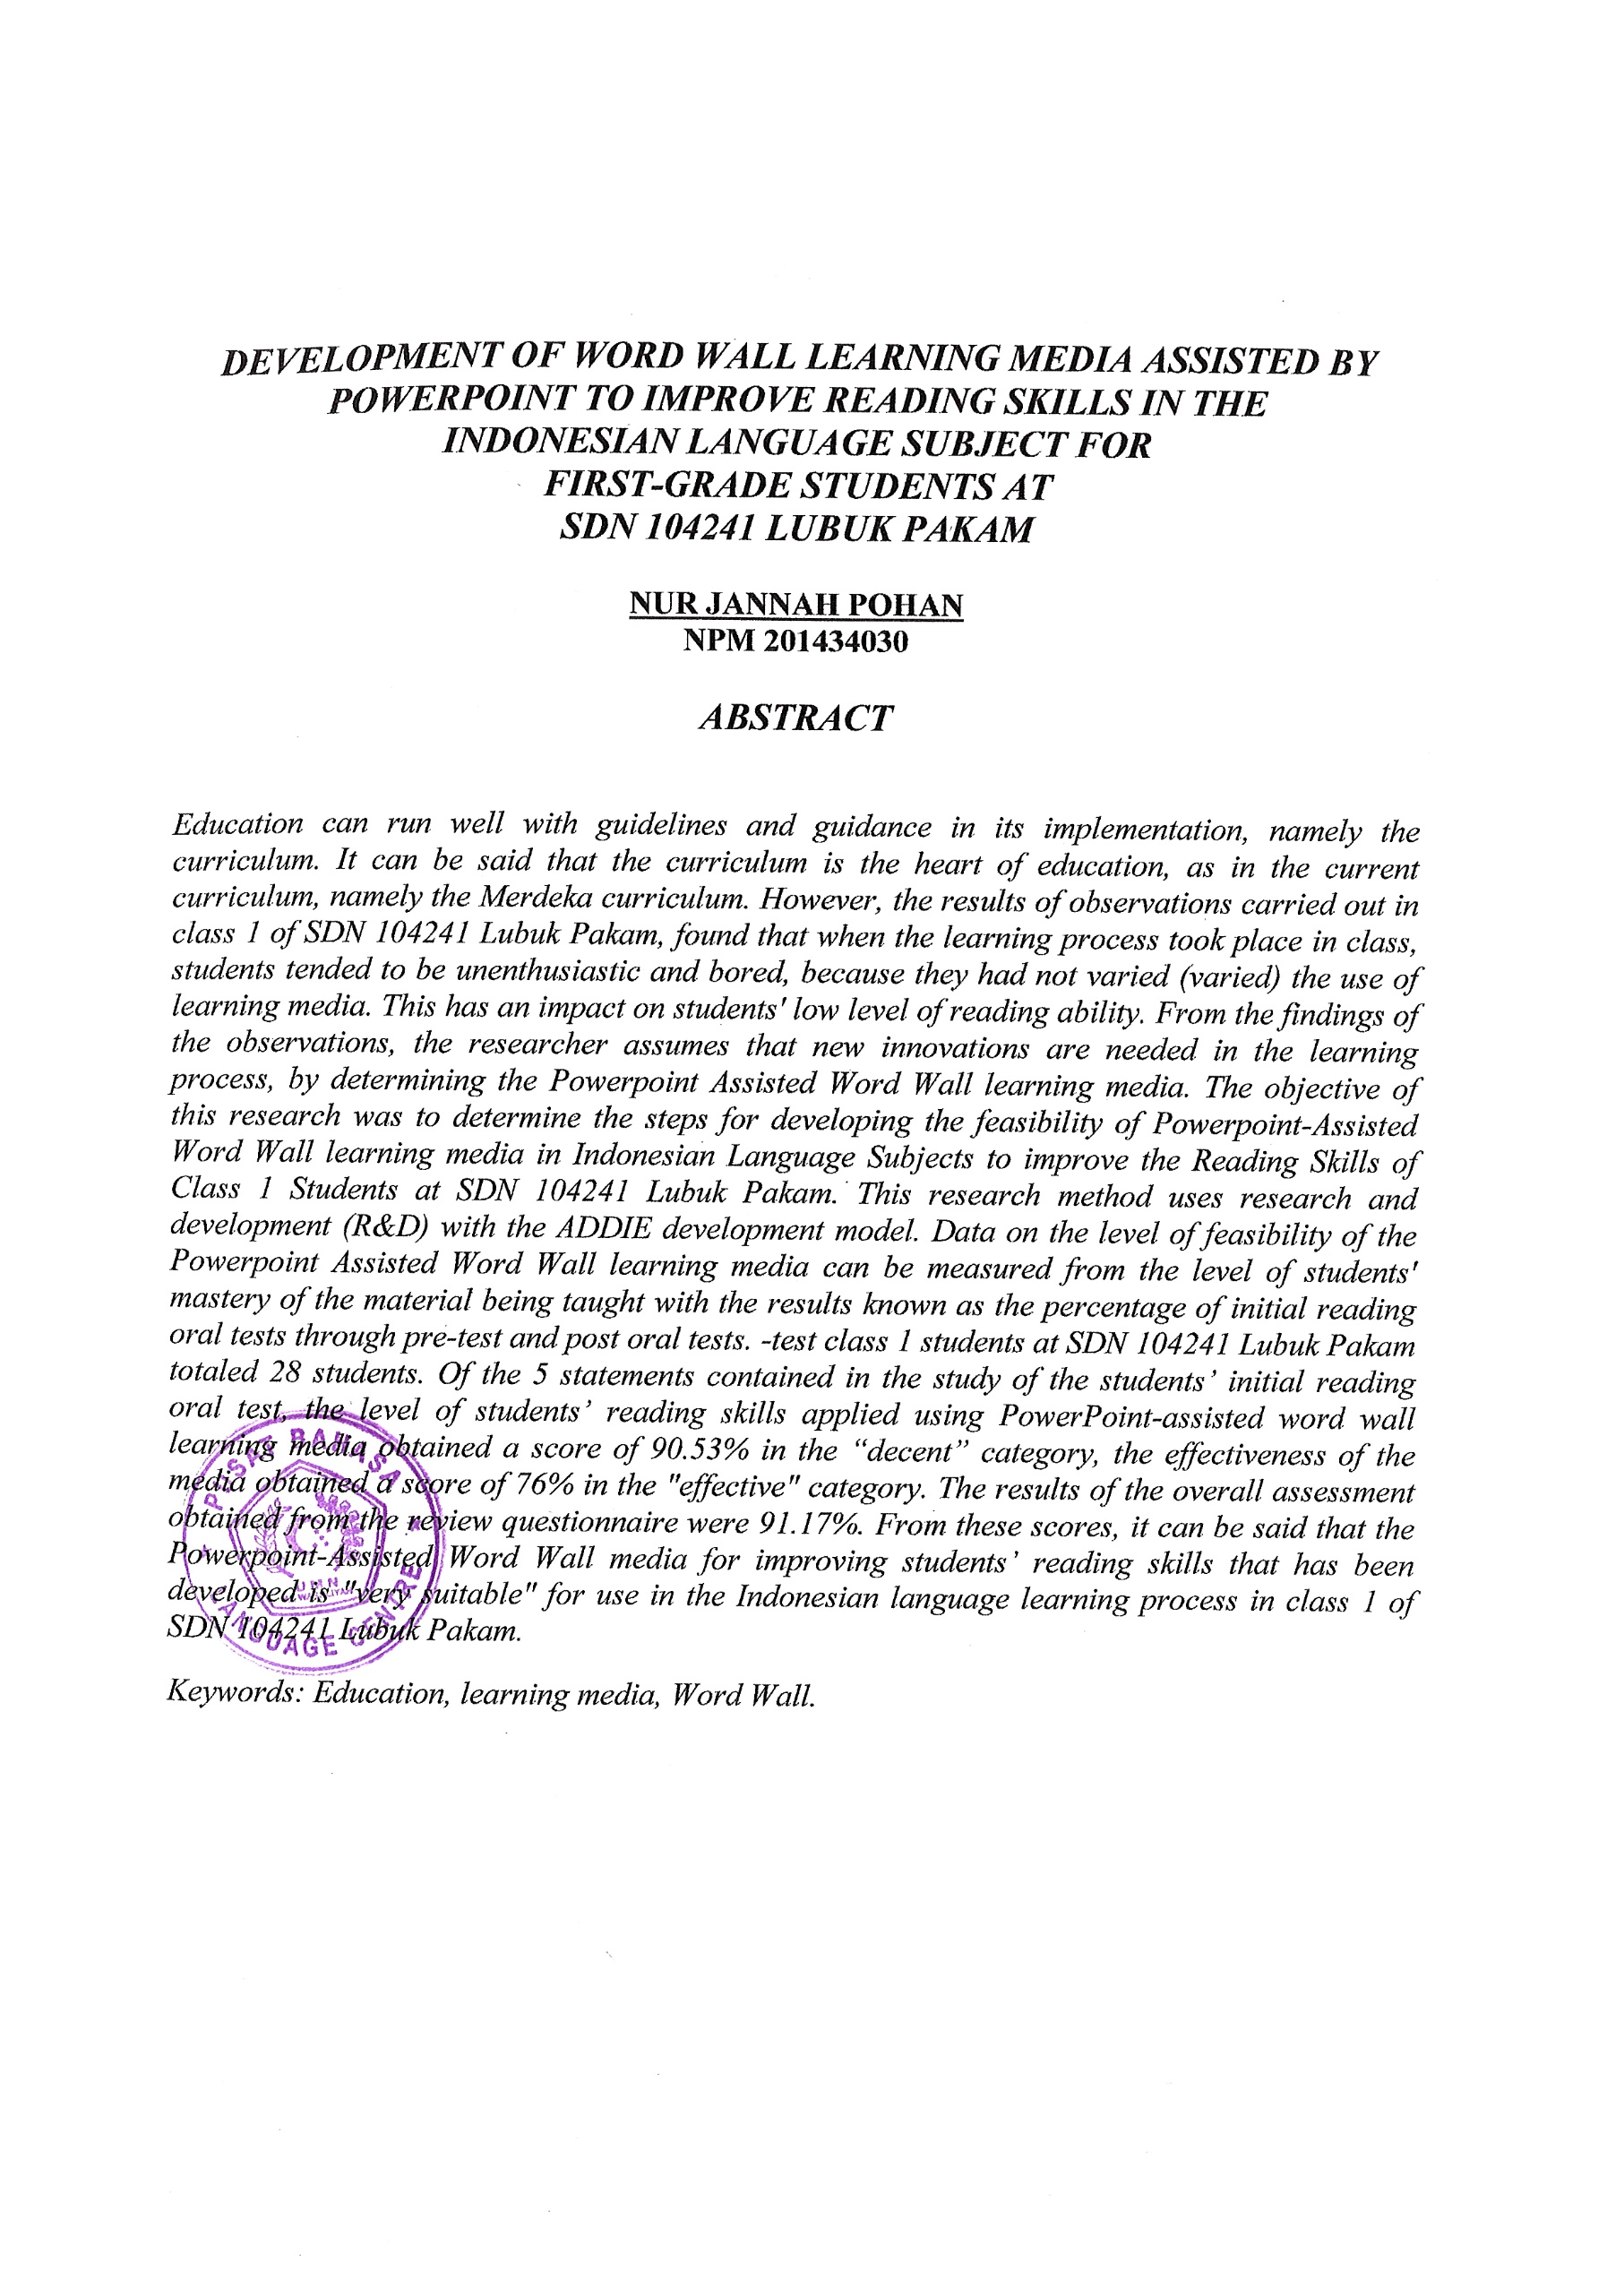 DEVELOPMENT OF WORD WALL LEARNING MEDIA ASSISTED BY
POWERPOINT TO IMPROVE READING SKILLS IN THE
INDONESIAN LANGUAGE SUBJECT FOR
FIRST-GRADE STUDENTS AT
SDN 104241 LUBUK PAKAM
NUR JANNAH POHAN
NPM 201434030
ABSTRACT
Education can run well with guidelines and guidance in its implementation, namely the
curriculum. It can be said that the curriculum is the heart of education, as in the current
curriculum, namely the Merdeka curriculum. However, the results of observations carried out in
class 1 of SDN 104241 Lubuk Pakam, found that when the learning process took place in class,
students tended to be unenthusiastic and bored, because they had not varied (varied) the use of
learning media. This has an impact on students' low level of reading ability. From the findings of
the observations, the researcher assumes that new innovations are needed in the learning
process, by determining the Powerpoint Assisted Word Wall learning media. The objective of
this research was to determine the steps for developing the feasibility of Powerpoint-Assisted
Word Wall learning media in Indonesian Language Subjects to improve the Reading Skills of
Class 1 Students at SDN 104241 Lubuk Pakam. This research method uses research and
development (R&D) with the ADDIE development model. Data on the level of feasibility of the
Powerpoint Assisted Word Wall learning media can be measured from the level of students'
mastery of the material being taught with the results known as the percentage of initial reading
oral tests through pre-test and post oral tests. -test class 1 students at SDN 104241 Lubuk Pakam
totaled 28 students. Of the 5 statements contained in the study of the students’ initial reading
oral test, the level of students’ reading skills applied using PowerPoint-assisted word wall
learning media obtained a score of 90.53% in the “decent” category, the effectiveness of the
media obtained a score of 76% in the "effective" category. The results of the overall assessment
obtained from the review questionnaire were 91.17%. From these scores, it can be said that the
Powerpoint-Assisted Word Wall media for improving students’ reading skills that has been
developed is "very suitable" for use in the Indonesian language learning process in class 1 of
SDN 104241 Lubuk Pakam.
PUSAT BAHASA
LANGUAGE CENTRE
Keywords: Education, learning media, Word Wall.